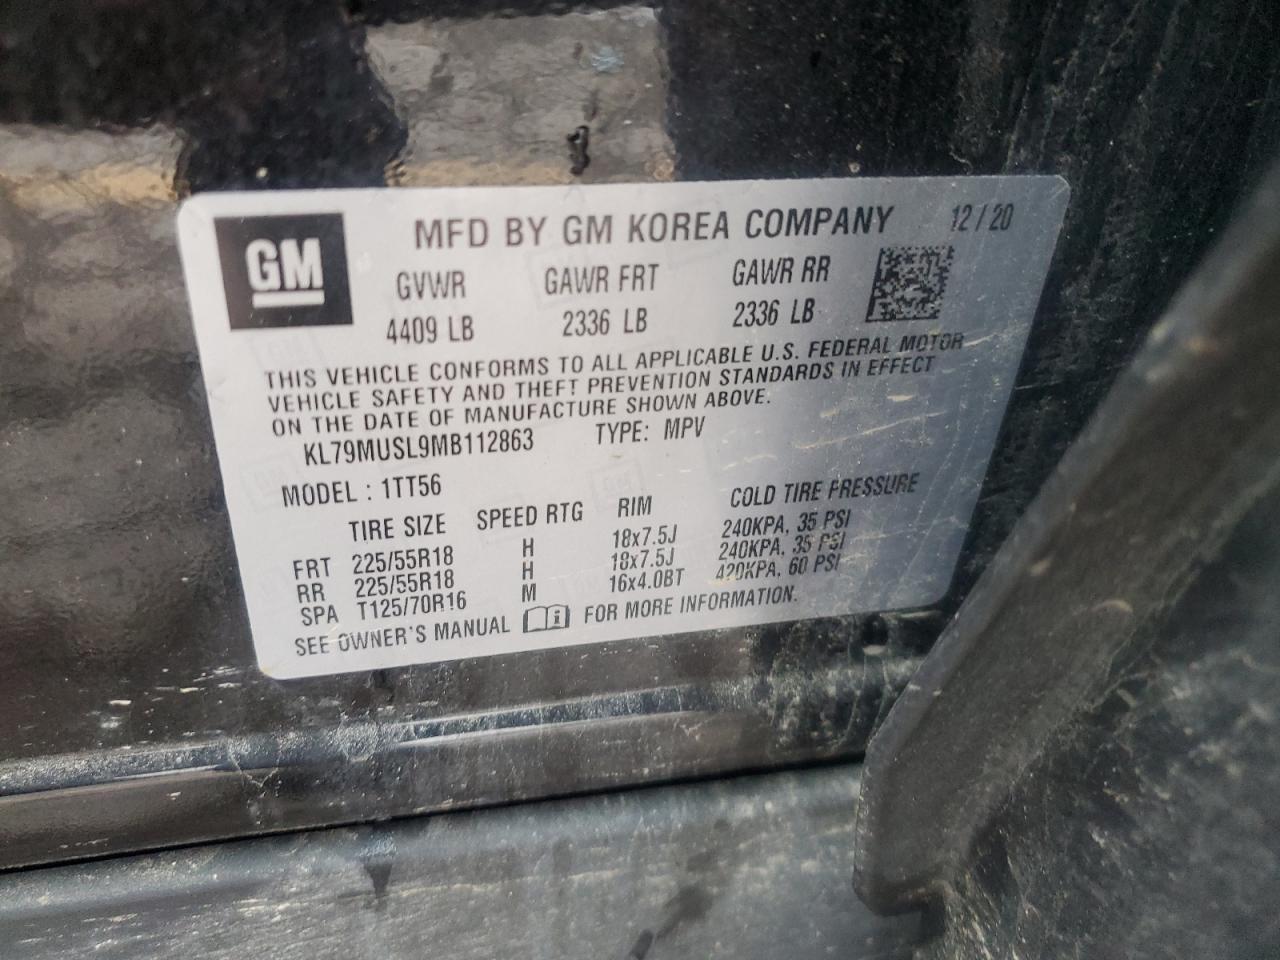 GM
MFD BY GM KOREA COMPANY 12/20
GVWR GAWR FRT GAWR RR
4409 LB 2336 LB 2336 LB
THIS VEHICLE CONFORMS TO ALL APPLICABLE U.S. FEDERAL MOTOR
VEHICLE SAFETY AND THEFT PREVENTION STANDARDS IN EFFECT
ON THE DATE OF MANUFACTURE SHOWN ABOVE.
KL79MUSL9MB112863 TYPE: MPV
MODEL : 1TT56
TIRE SIZE SPEED RTG RIM COLD TIRE PRESSURE
FRT 225/55R18 H 18x7.5J 240KPA, 35 PSI
RR 225/55R18 H 18x7.5J 240KPA, 35 PSI
SPA T125/70R16 M 16x4.0BT 420KPA, 60 PSI
SEE OWNER'S MANUAL i FOR MORE INFORMATION.